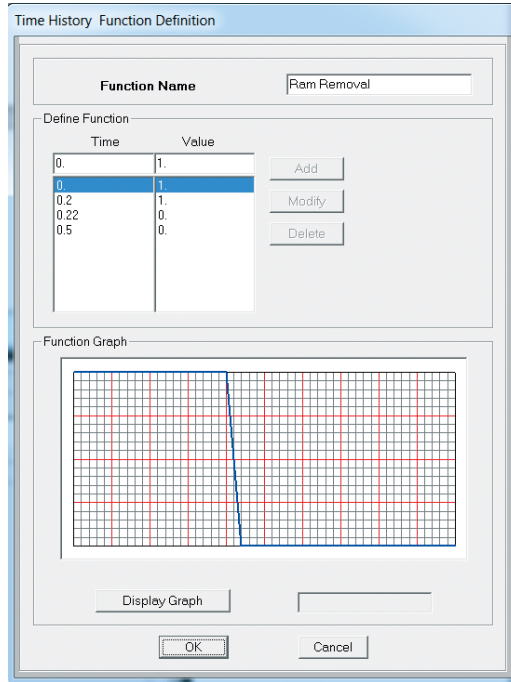 Time History Function Definition
Function Name
Ram Removal
Define Function
Time Value
0. 1.
0. 1.
0.2 1.
0.22 0.
0.5 0.
Add
Modify
Delete
Function Graph
Display Graph
OK Cancel